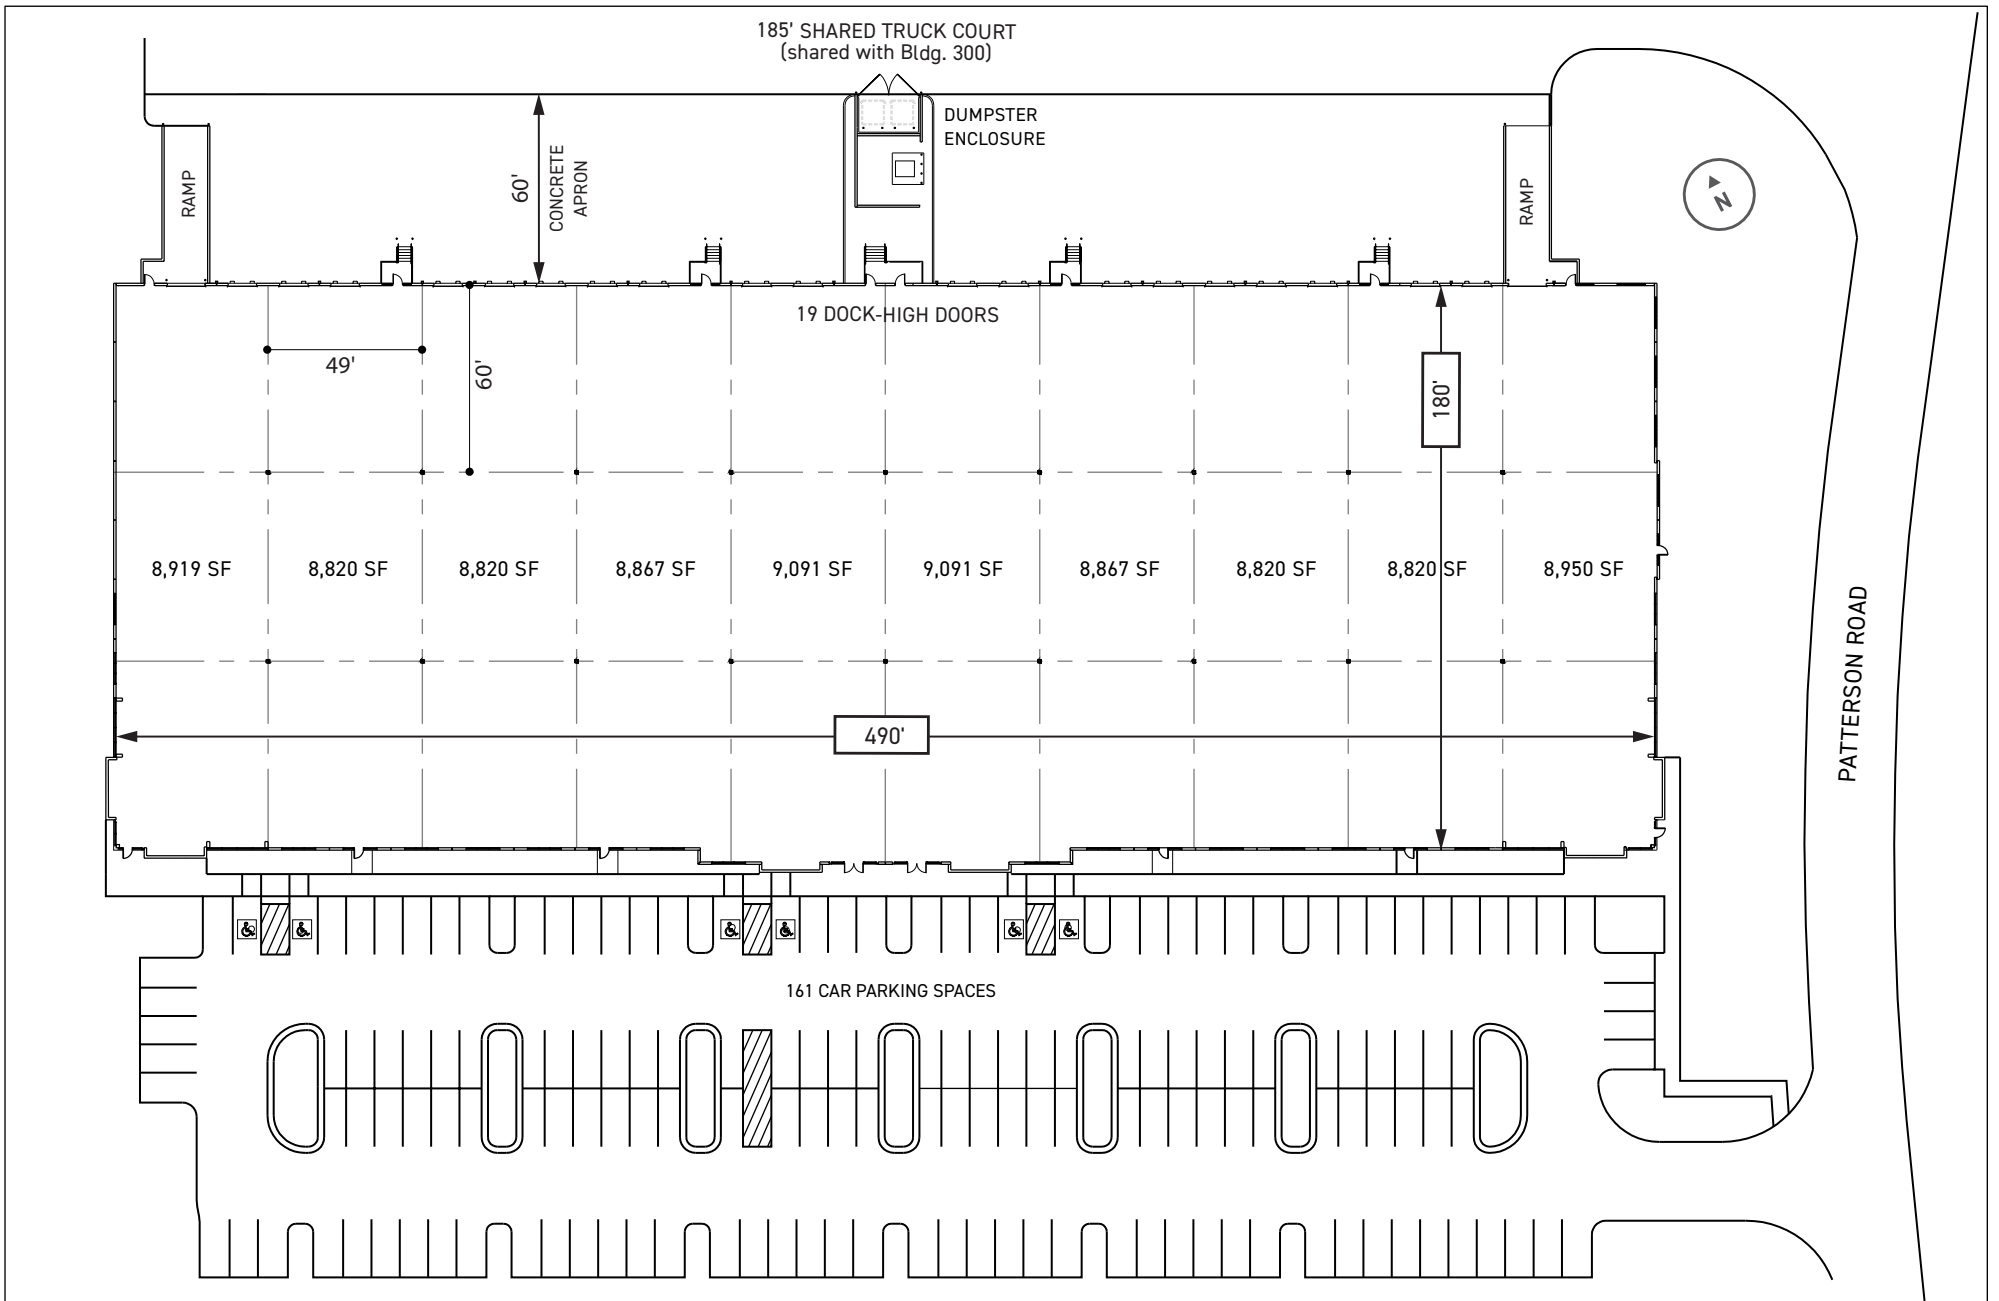 185' SHARED TRUCK COURT
(shared with Bldg. 300)
DUMPSTER
ENCLOSURE
RAMP
60'
CONCRETE
APRON
RAMP
N
19 DOCK-HIGH DOORS
49'
60'
180'
8,919 SF
8,820 SF
8,820 SF
8,867 SF
9,091 SF
9,091 SF
8,867 SF
8,820 SF
8,820 SF
8,950 SF
PATTERSON ROAD
490'
161 CAR PARKING SPACES